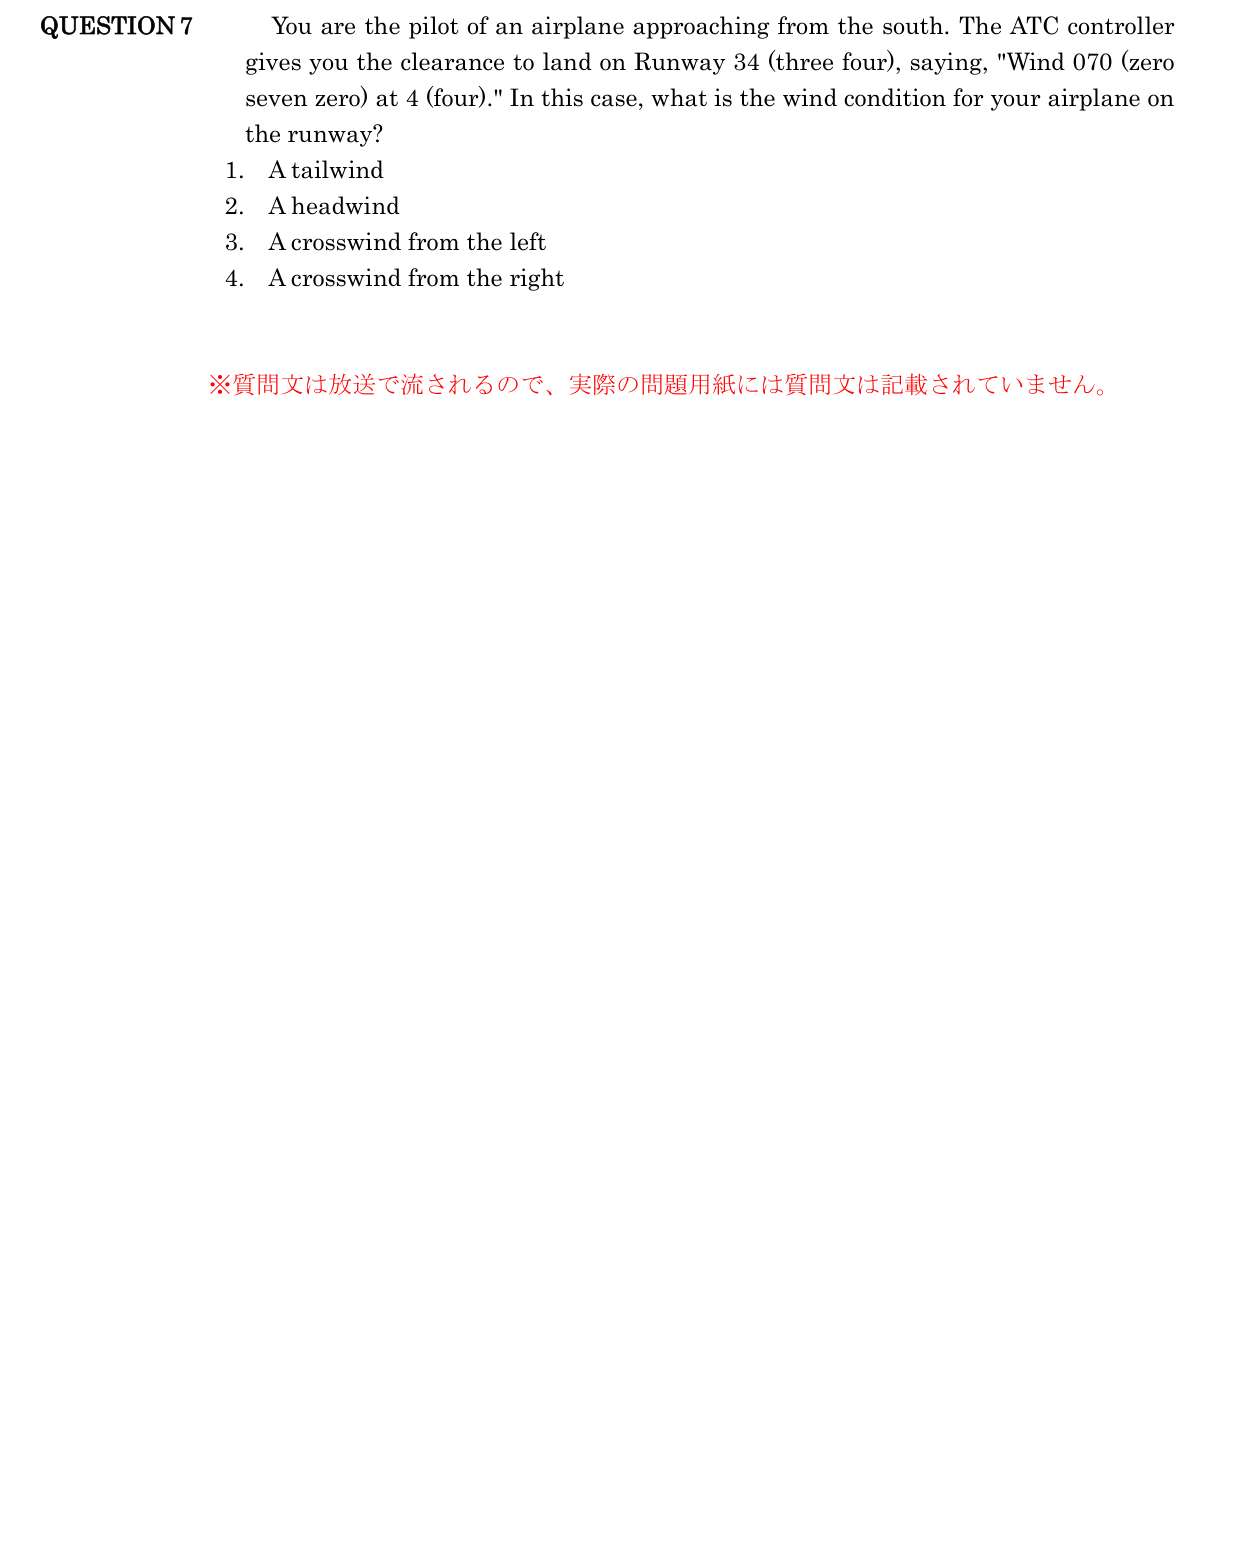 QUESTION 7 You are the pilot of an airplane approaching from the south. The ATC controller
gives you the clearance to land on Runway 34 (three four), saying, "Wind 070 (zero
seven zero) at 4 (four)." In this case, what is the wind condition for your airplane on
the runway?
1. A tailwind
2. A headwind
3. A crosswind from the left
4. A crosswind from the right
※質問文は放送で流されるので、実際の問題用紙には質問文は記載されていません。